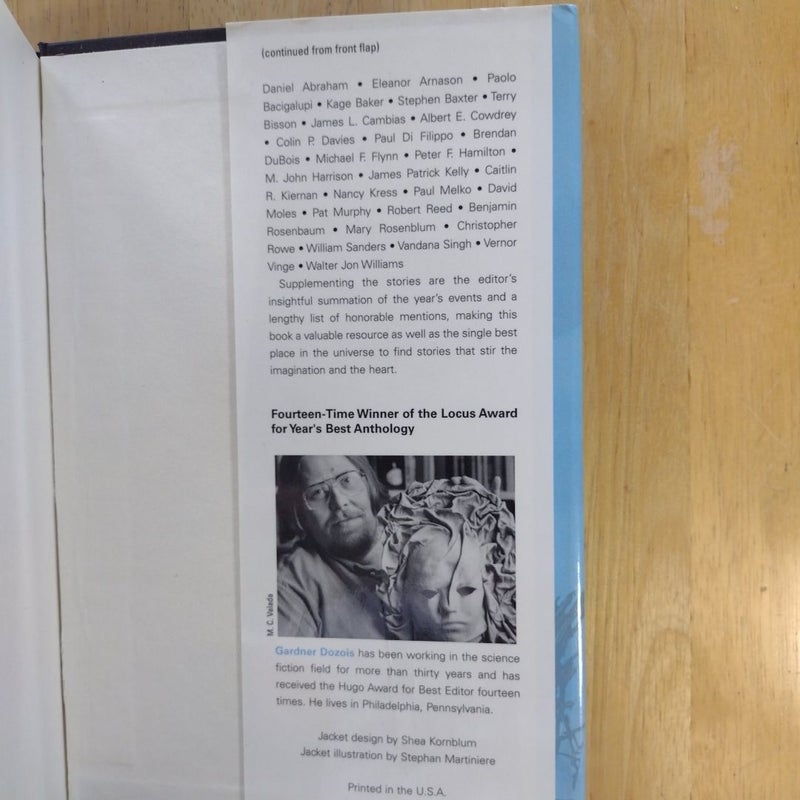 (continued from front flap)
Daniel Abraham • Eleanor Arnason • Paolo
Bacigalupi • Kage Baker • Stephen Baxter • Terry
Bisson • James L. Cambias • Albert E. Cowdrey
• Colin P. Davies • Paul Di Filippo • Brendan
DuBois • Michael F. Flynn • Peter F. Hamilton •
M. John Harrison • James Patrick Kelly • Caitlin
R. Kiernan • Nancy Kress • Paul Melko • David
Moles • Pat Murphy • Robert Reed • Benjamin
Rosenbaum • Mary Rosenblum • Christopher
Rowe • William Sanders • Vandana Singh • Vernor
Vinge • Walter Jon Williams
Supplementing the stories are the editor's
insightful summation of the year's events and a
lengthy list of honorable mentions, making this
book a valuable resource as well as the single best
place in the universe to find stories that stir the
imagination and the heart.
Fourteen-Time Winner of the Locus Award
for Year's Best Anthology
M. C. Valada
Gardner Dozois has been working in the science
fiction field for more than thirty years and has
received the Hugo Award for Best Editor fourteen
times. He lives in Philadelphia, Pennsylvania.
Jacket design by Shea Kornblum
Jacket illustration by Stephan Martiniere
Printed in the U.S.A.